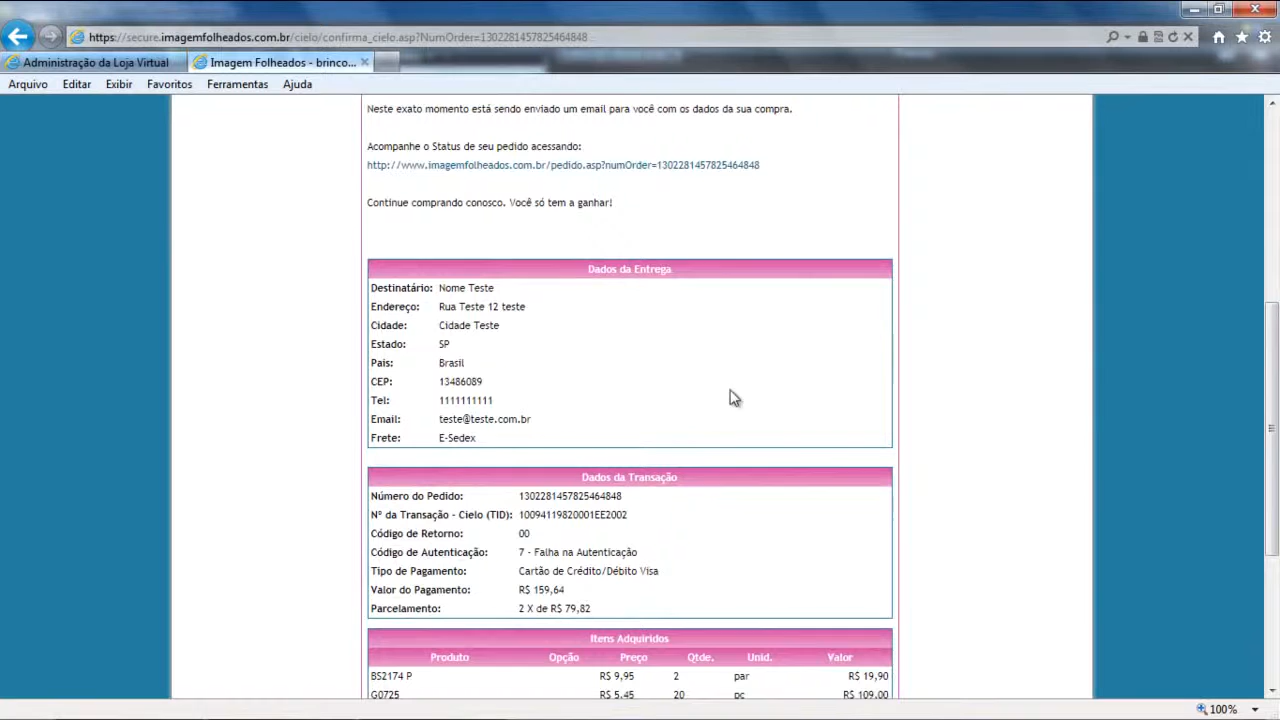 https://secure.imagemfolheados.com.br/cielo/confirma_cielo.asp?NumOrder=1302281457825464848
Administração da Loja Virtual
Imagem Folheados - brinco...
Arquivo Editar Exibir Favoritos Ferramentas Ajuda
Neste exato momento está sendo enviado um email para você com os dados da sua compra.
Acompanhe o Status de seu pedido acessando:
http://www.imagemfolheados.com.br/pedido.asp?numOrder=1302281457825464848
Continue comprando conosco. Você só tem a ganhar!
Dados da Entrega
Destinatário: Nome Teste
Endereço: Rua Teste 12 teste
Cidade: Cidade Teste
Estado: SP
Pais: Brasil
CEP: 13486089
Tel: 1111111111
Email: teste@teste.com.br
Frete: E-Sedex
Dados da Transação
Número do Pedido: 1302281457825464848
Nº da Transação - Cielo (TID): 10094119820001EE2002
Código de Retorno: 00
Código de Autenticação: 7 - Falha na Autenticação
Tipo de Pagamento: Cartão de Crédito/Débito Visa
Valor do Pagamento: R$ 159,64
Parcelamento: 2 X de R$ 79,82
Itens Adquiridos
Produto Opção Preço Qtde. Unid. Valor
BS2174 P R$ 9,95 2 par R$ 19,90
G0725 R$ 5,45 20 pc R$ 109,00
100%